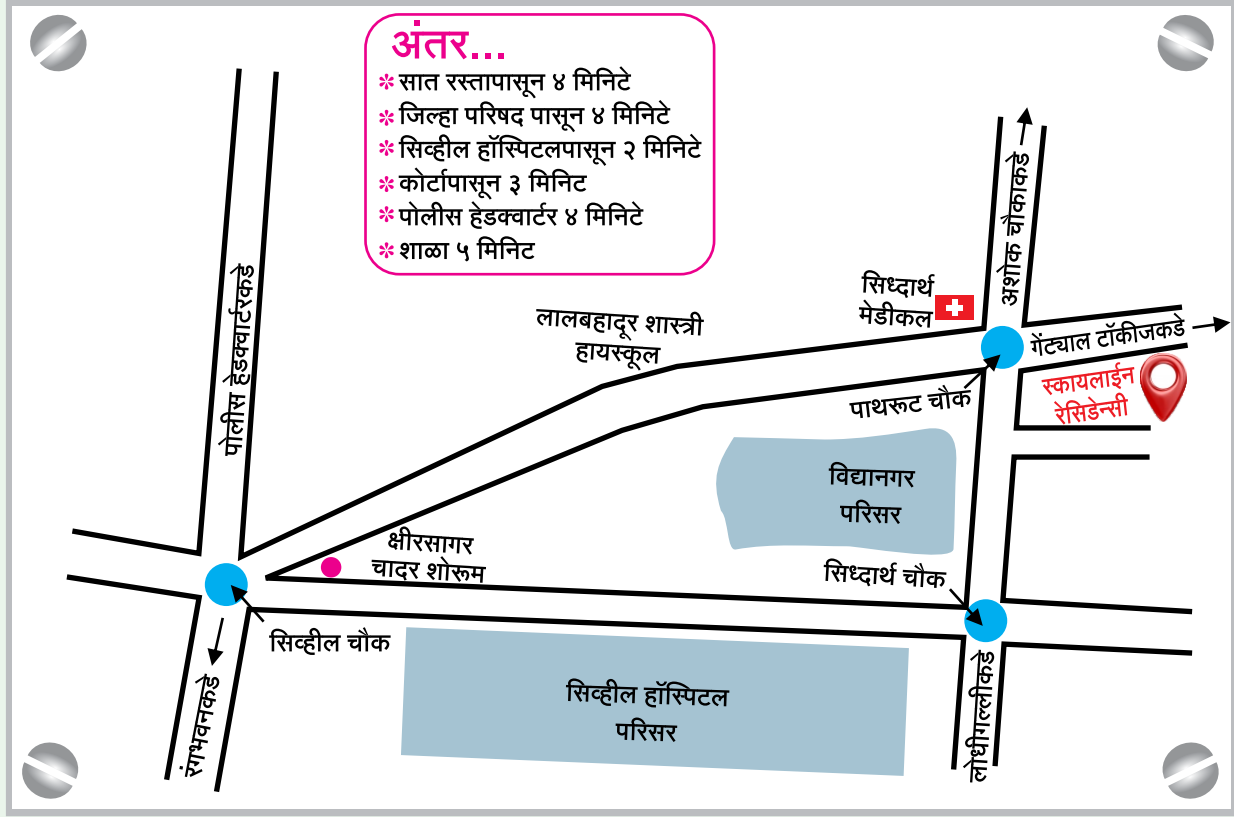 अंतर...
* सात रस्तापासून ४ मिनिटे
* जिल्हा परिषद पासून ४ मिनिटे
* सिव्हील हॉस्पिटलपासून २ मिनिटे
* कोर्टापासून ३ मिनिट
* पोलीस हेडक्वार्टर ४ मिनिटे
* शाळा ५ मिनिट
अशोक चौकाकडे
पोलीस हेडक्वार्टरकडे
सिध्दार्थ
मेडीकल
लालबहादूर शास्त्री
हायस्कूल
गेंट्याल टॉकीजकडे
स्कायलाईन
रेसिडेन्सी
पाथरूट चौक
विद्यानगर
परिसर
क्षीरसागर
चादर शोरूम
सिध्दार्थ चौक
सिव्हील चौक
रंगभवनकडे
सिव्हील हॉस्पिटल
परिसर
लोधीगल्लीकडे